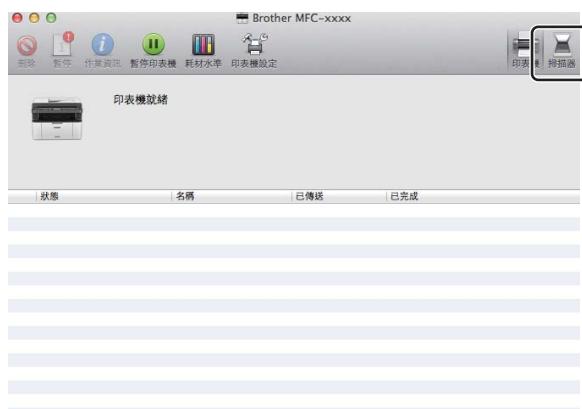 Brother MFC-xxxx
刪除 暫停 作業資訊 暫停印表機 耗材水準 印表機設定 印表機 掃描器
印表機就緒
狀態 名稱 已傳送 已完成